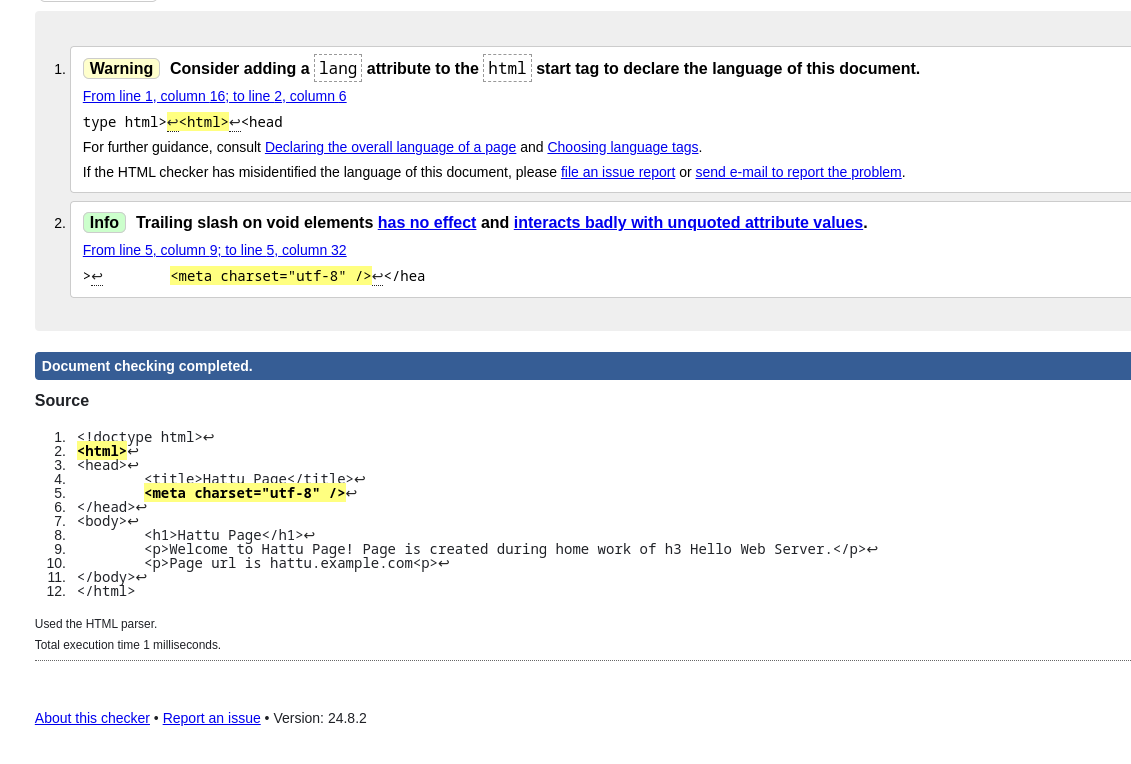 1. Warning Consider adding a lang attribute to the html start tag to declare the language of this document.
From line 1, column 16; to line 2, column 6
type html>↩<html>↩<head
For further guidance, consult Declaring the overall language of a page and Choosing language tags.
If the HTML checker has misidentified the language of this document, please file an issue report or send e-mail to report the problem.
2. Info Trailing slash on void elements has no effect and interacts badly with unquoted attribute values.
From line 5, column 9; to line 5, column 32
>↩        <meta charset="utf-8" />↩</hea
Document checking completed.
Source
1. <!doctype html>↩
2. <html>↩
3. <head>↩
4.         <title>Hattu Page</title>↩
5.         <meta charset="utf-8" />↩
6. </head>↩
7. <body>↩
8.         <h1>Hattu Page</h1>↩
9.         <p>Welcome to Hattu Page! Page is created during home work of h3 Hello Web Server.</p>↩
10.         <p>Page url is hattu.example.com<p>↩
11. </body>↩
12. </html>
Used the HTML parser.
Total execution time 1 milliseconds.
About this checker • Report an issue • Version: 24.8.2